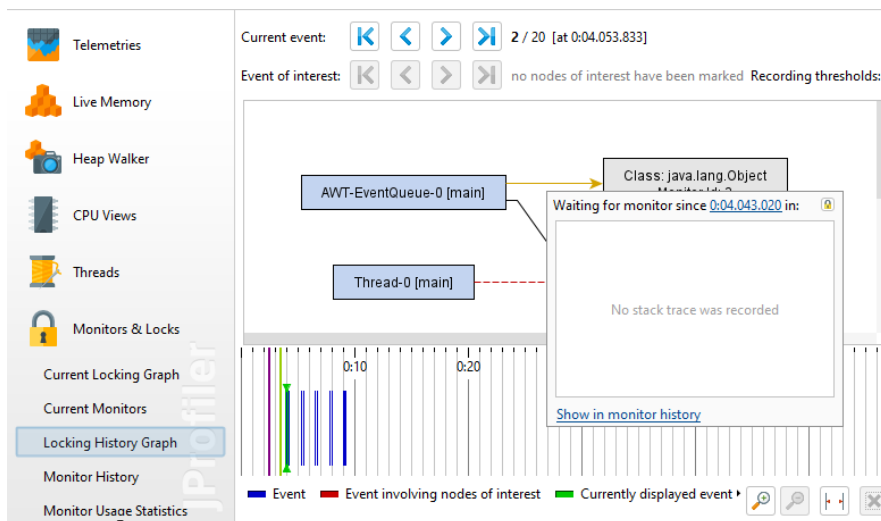 Telemetries
Live Memory
Heap Walker
CPU Views
Threads
Monitors & Locks
Current Locking Graph
Current Monitors
Locking History Graph
Monitor History
Monitor Usage Statistics
JProfiler
Current event: 2 / 20 [at 0:04.053.833]
Event of interest: no nodes of interest have been marked Recording thresholds:
Class: java.lang.Object
AWT-EventQueue-0 [main]
Waiting for monitor since 0:04.043.020 in:
Thread-0 [main]
No stack trace was recorded
Show in monitor history
0:10 0:20
Event Event involving nodes of interest Currently displayed event